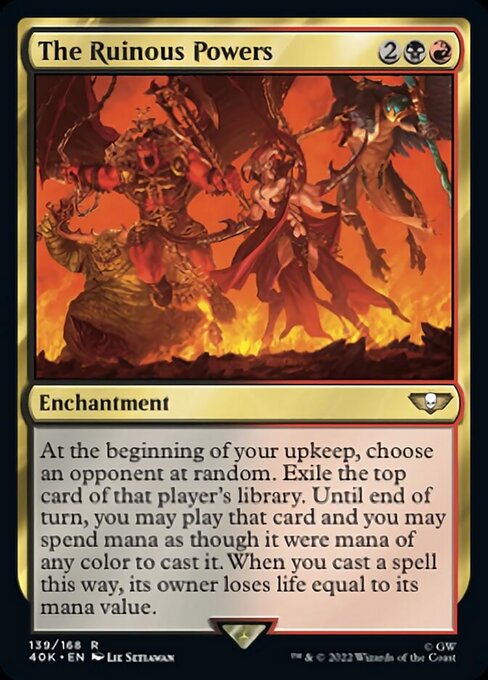 The Ruinous Powers 2
Enchantment
At the beginning of your upkeep, choose
an opponent at random. Exile the top
card of that player's library. Until end of
turn, you may play that card and you may
spend mana as though it were mana of
any color to cast it. When you cast a spell
this way, its owner loses life equal to its
mana value.
139/168 R
40K • EN Lie Setiawan
© GW
™ & © 2022 Wizards of the Coast